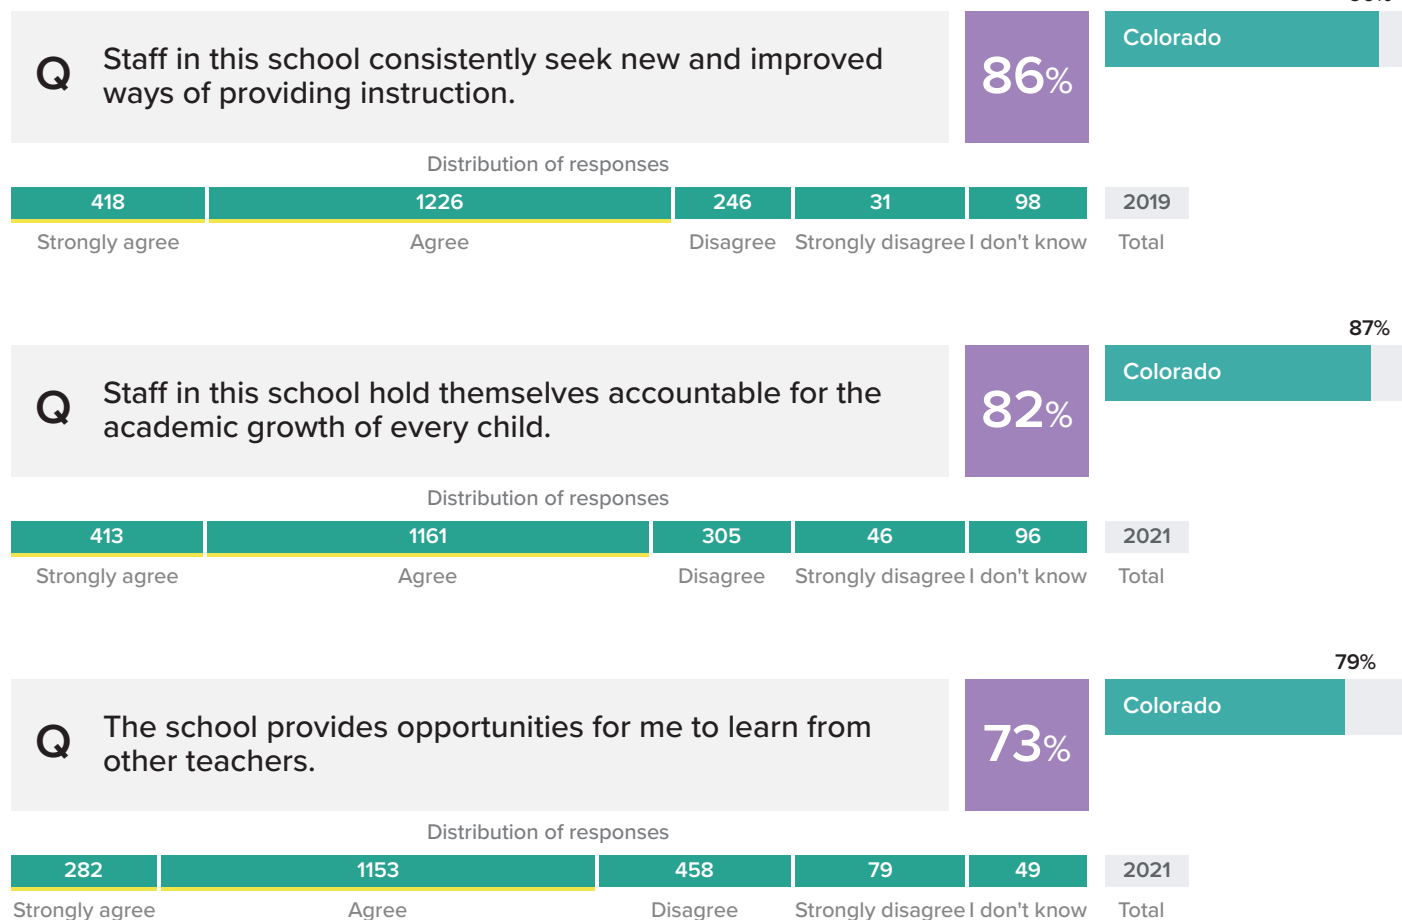 Q
Staff in this school consistently seek new and improved
ways of providing instruction.
86%
Colorado
Distribution of responses
418 1226 246 31 98 2019
Strongly agree Agree Disagree Strongly disagree I don't know Total
87%
Q
Staff in this school hold themselves accountable for the
academic growth of every child.
82%
Colorado
Distribution of responses
413 1161 305 46 96 2021
Strongly agree Agree Disagree Strongly disagree I don't know Total
79%
Q
The school provides opportunities for me to learn from
other teachers.
73%
Colorado
Distribution of responses
282 1153 458 79 49 2021
Strongly agree Agree Disagree Strongly disagree I don't know Total